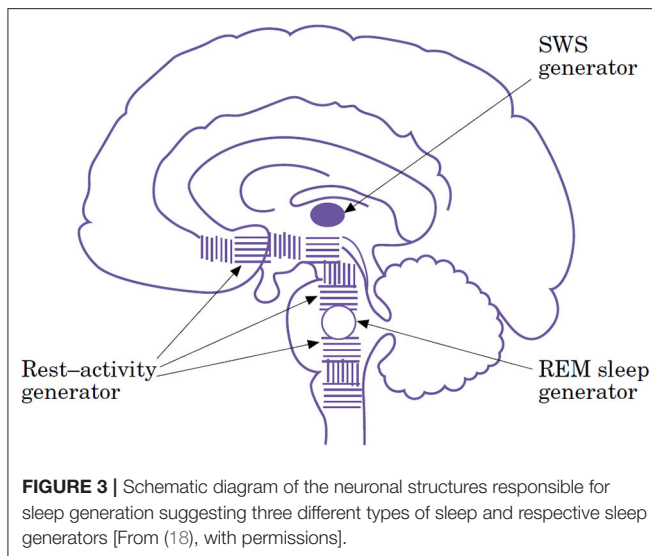 SWS
generator
Rest–activity
generator
REM sleep
generator
FIGURE 3 | Schematic diagram of the neuronal structures responsible for
sleep generation suggesting three different types of sleep and respective sleep
generators [From (18), with permissions].